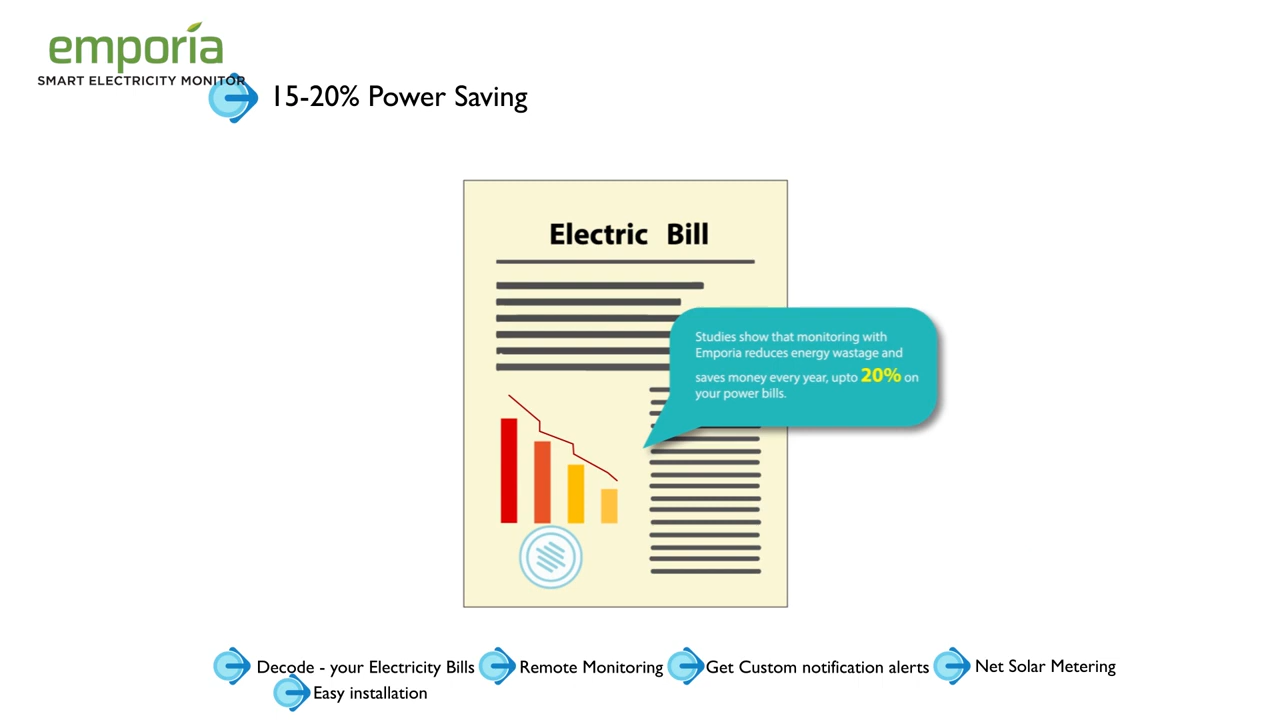 emporia
SMART ELECTRICITY MONITOR
15-20% Power Saving
Electric Bill
Studies show that monitoring with
Emporia reduces energy wastage and
saves money every year, upto 20% on
your power bills.
Decode - your Electricity Bills Remote Monitoring Get Custom notification alerts Net Solar Metering
Easy installation